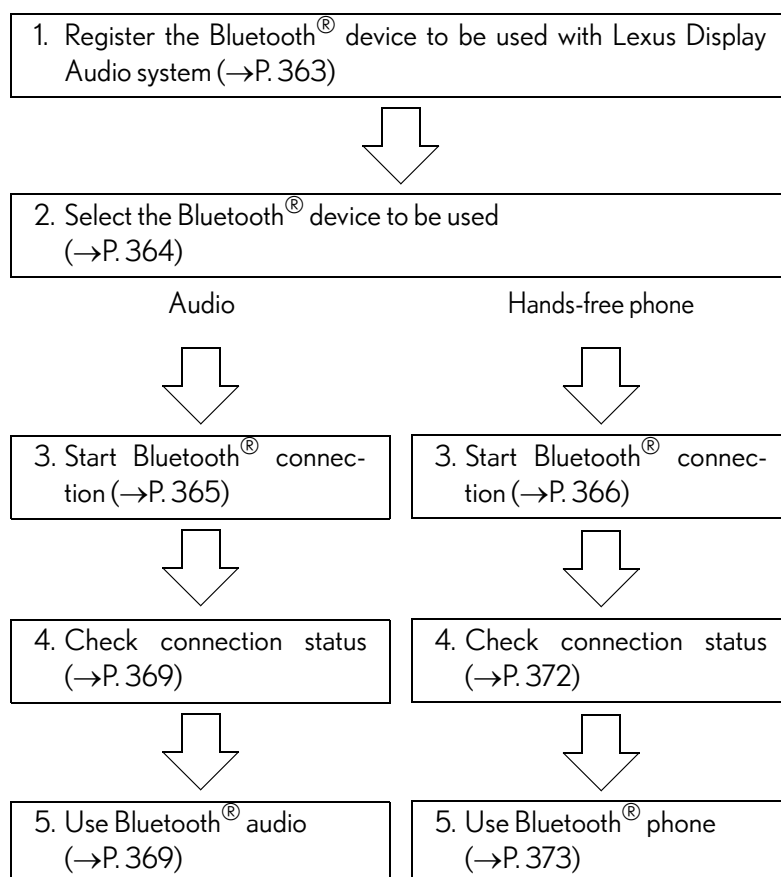 1. Register the Bluetooth® device to be used with Lexus Display
Audio system (→P. 363)
2. Select the Bluetooth® device to be used
(→P. 364)
Audio
Hands-free phone
3. Start Bluetooth® connec-
tion (→P. 365)
3. Start Bluetooth® connec-
tion (→P. 366)
4. Check connection status
(→P. 369)
4. Check connection status
(→P. 372)
5. Use Bluetooth® audio
(→P. 369)
5. Use Bluetooth® phone
(→P. 373)